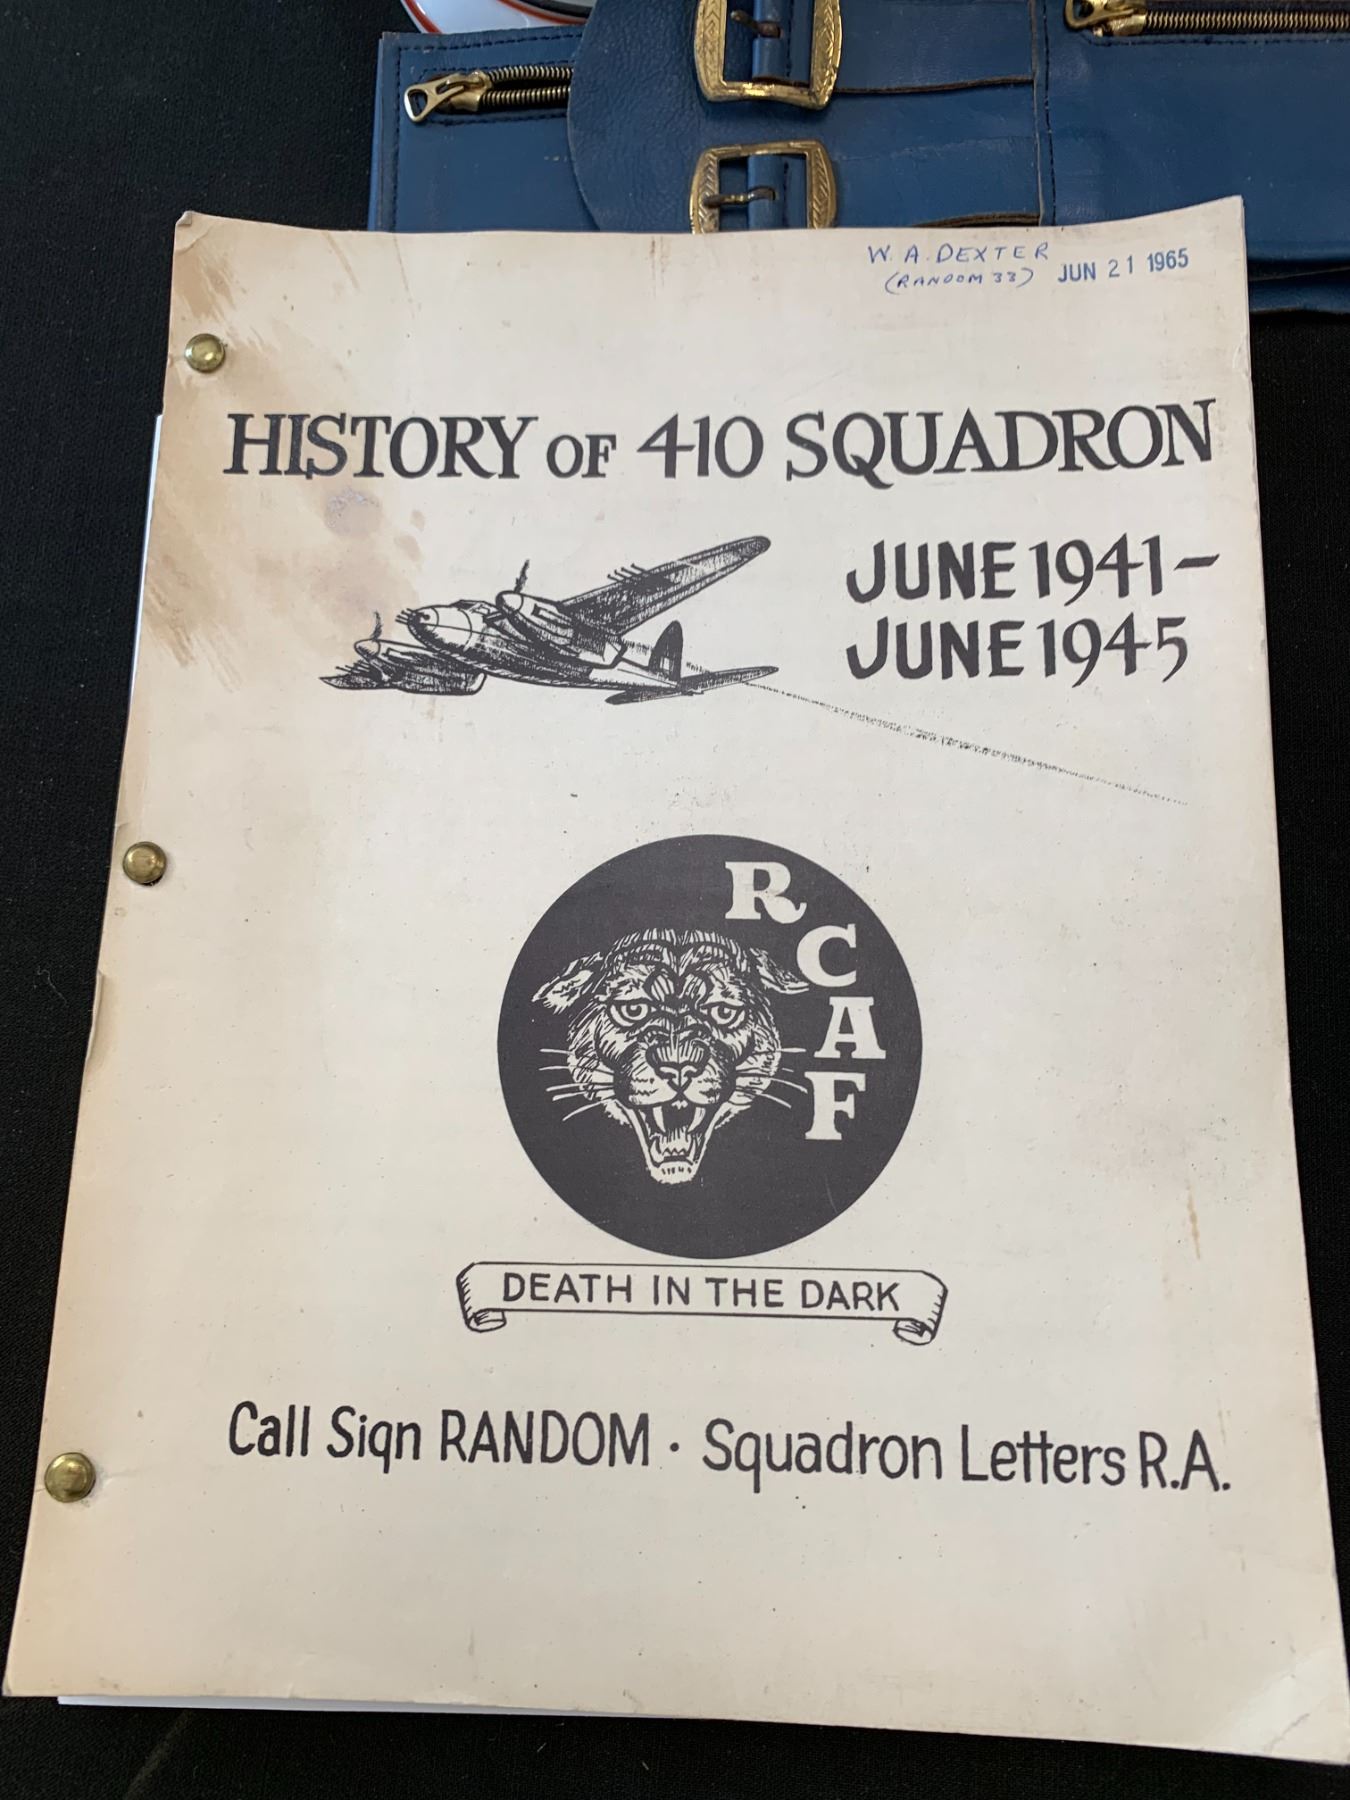 W. A. DEXTER
(RANDOM 33) JUN 21 1965
HISTORY OF 410 SQUADRON
JUNE 1941-
JUNE 1945
R
C
A
F
DEATH IN THE DARK
Call Sign RANDOM · Squadron Letters R.A.